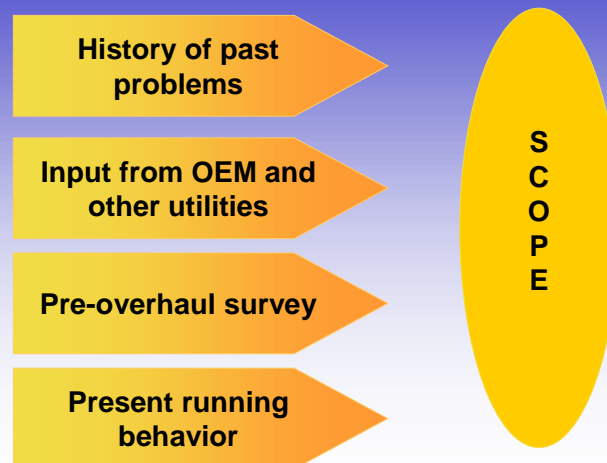 History of past
problems
Input from OEM and
other utilities
Pre-overhaul survey
Present running
behavior
S
C
O
P
E